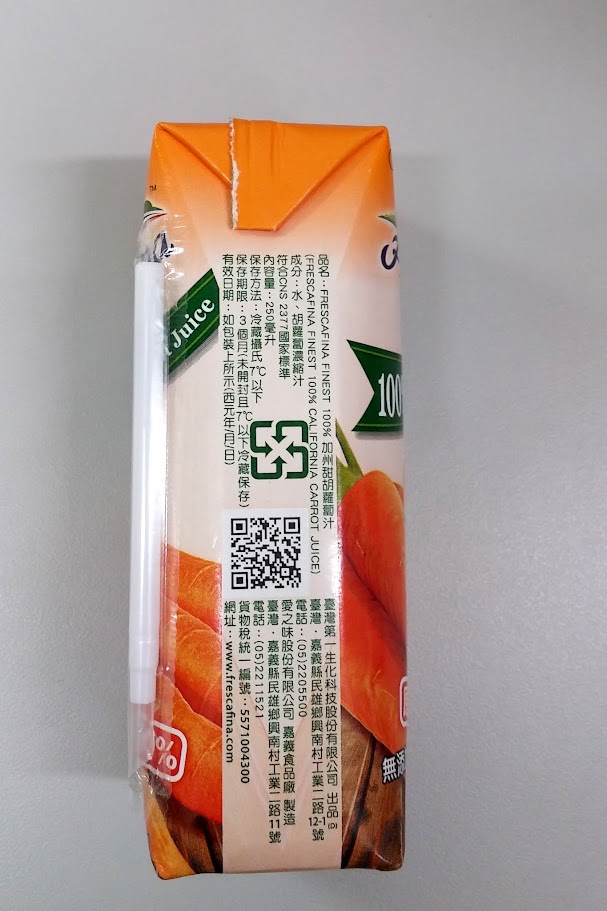 品名：FRESCAFINA FINEST 100% 加州甜胡蘿蔔汁
(FRESCAFINA FINEST 100% CALIFORNIA CARROT JUICE)
成分：水、胡蘿蔔濃縮汁
符合CNS 2377國家標準
內容量：250毫升
保存方法：冷藏攝氏7℃以下
保存期限：3個月(未開封且7℃以下冷藏保存)
有效日期：如包裝上所示(西元年/月/日)
臺灣第一生化科技股份有限公司 出品
臺灣．嘉義縣民雄鄉興南村工業二路12-1號
電話：(05)2205500
愛之味股份有限公司 嘉義食品廠 製造
臺灣．嘉義縣民雄鄉興南村工業二路11號
電話：(05)2211521
貨物稅統一編號：5571004300
網址：www.frescafina.com
Juice
100
%
無添
TM